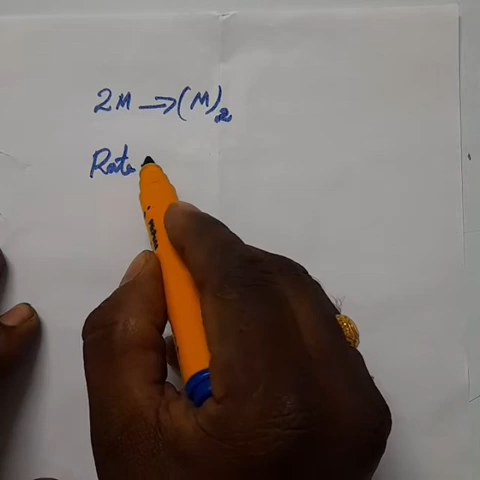 2M → (M)₂
Rate